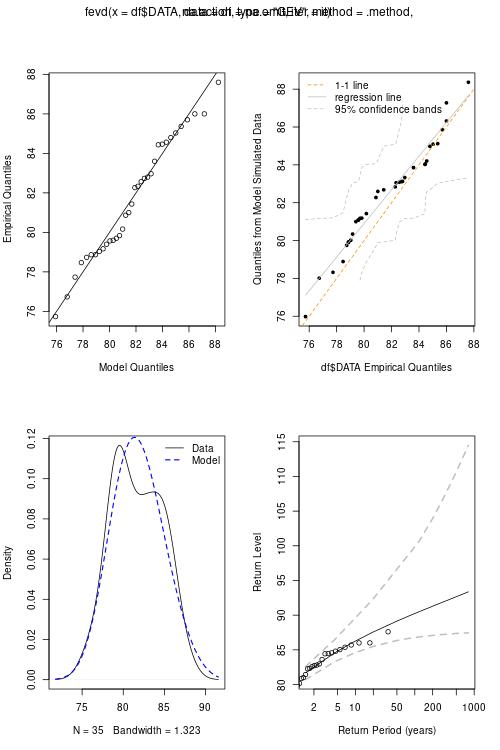 fevd(x = df$DATA, type = "GEV", method = .method,
88
86
84
82
80
78
76
Empirical Quantiles
76 78 80 82 84 86 88
Model Quantiles
1-1 line
regression line
95% confidence bands
88
86
84
82
80
78
76
Quantiles from Model Simulated Data
76 78 80 82 84 86 88
df$DATA Empirical Quantiles
Data
Model
0.12
0.10
0.08
0.06
0.04
0.02
0.00
Density
75 80 85 90
N = 35 Bandwidth = 1.323
115
110
105
100
95
90
85
80
Return Level
2 5 10 50 200 1000
Return Period (years)